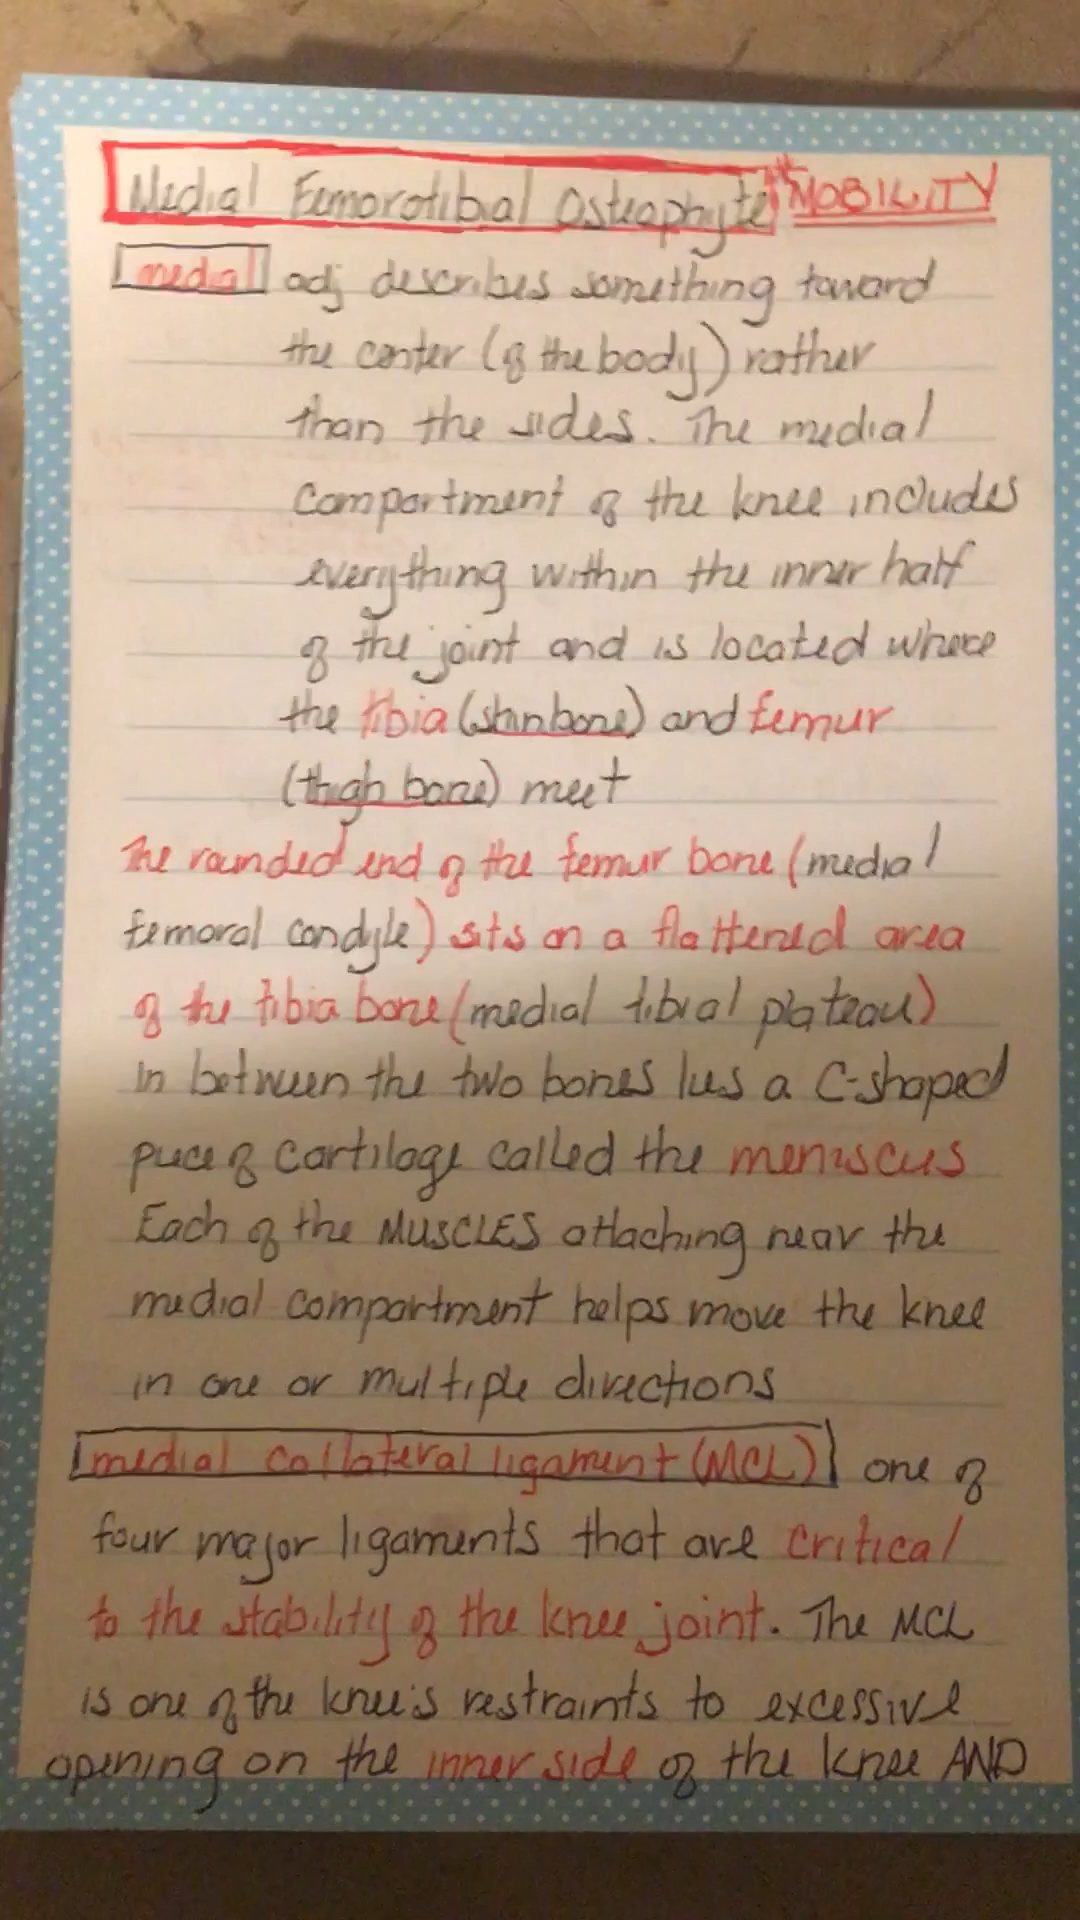 Medial Femorotibial Osteophyte #MOBILITY
medial adj describes something toward
the center (of the body) rather
than the sides. The medial
compartment of the knee includes
everything within the inner half
of the joint and is located where
the tibia (shinbone) and femur
(thigh bone) meet
The rounded end of the femur bone (medial
femoral condyle) sits on a flattened area
of the tibia bone (medial tibial plateau)
In between the two bones lies a C-shaped
piece of cartilage called the meniscus
Each of the MUSCLES attaching near the
medial compartment helps move the knee
in one or multiple directions
medial collateral ligament (MCL) one of
four major ligaments that are critical
to the stability of the knee joint. The MCL
is one of the knee's restraints to excessive
opening on the inner side of the knee AND